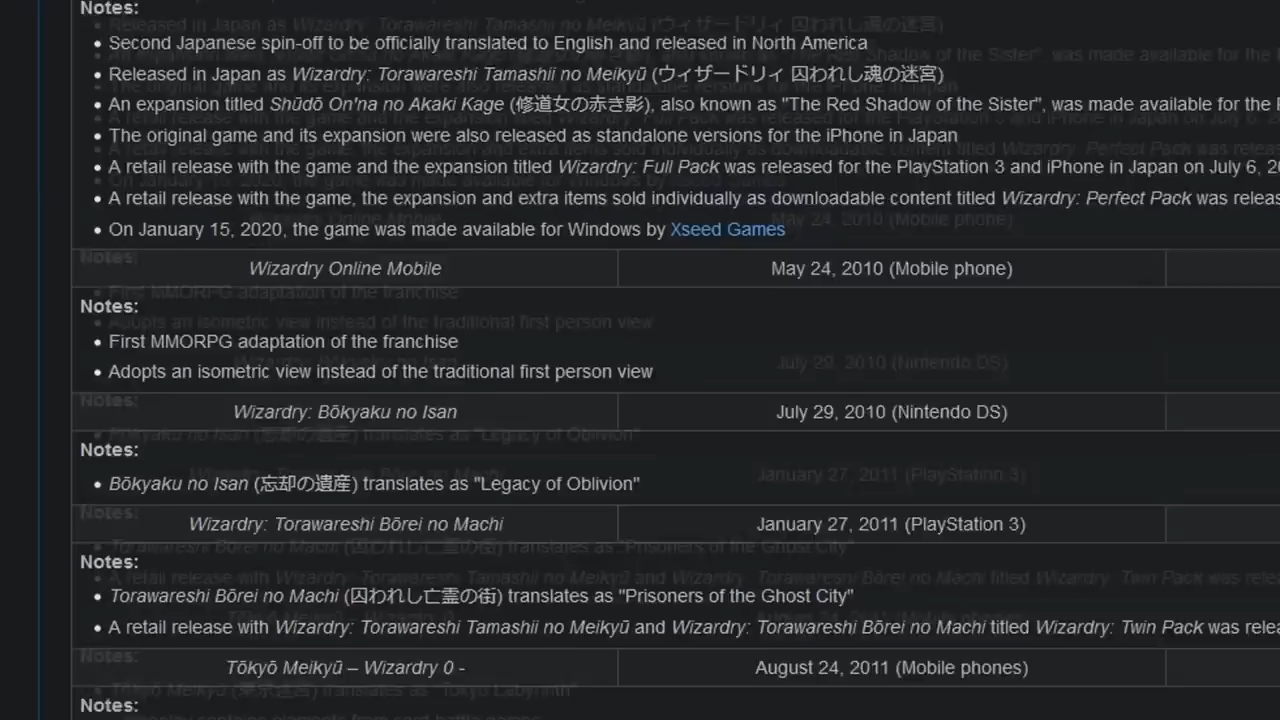 Notes:
• Second Japanese spin-off to be officially translated to English and released in North America
• Released in Japan as Wizardry: Torawareshi Tamashii no Meikyū (ウィザードリィ 囚われし魂の迷宮)
• An expansion titled Shūdō On'na no Akaki Kage (修道女の赤き影), also known as "The Red Shadow of the Sister", was made available for the
• The original game and its expansion were also released as standalone versions for the iPhone in Japan
• A retail release with the game and the expansion titled Wizardry: Full Pack was released for the PlayStation 3 and iPhone in Japan on July 6,
• A retail release with the game, the expansion and extra items sold individually as downloadable content titled Wizardry: Perfect Pack was
• On January 15, 2020, the game was made available for Windows by Xseed Games
Wizardry Online Mobile May 24, 2010 (Mobile phone)
Notes:
• First MMORPG adaptation of the franchise
• Adopts an isometric view instead of the traditional first person view
Wizardry: Bōkyaku no Isan July 29, 2010 (Nintendo DS)
Notes:
• Bōkyaku no Isan (忘却の遺産) translates as "Legacy of Oblivion"
Wizardry: Torawareshi Bōrei no Machi January 27, 2011 (PlayStation 3)
Notes:
• Torawareshi Bōrei no Machi (囚われし亡霊の街) translates as "Prisoners of the Ghost City"
• A retail release with Wizardry: Torawareshi Tamashii no Meikyū and Wizardry: Torawareshi Bōrei no Machi titled Wizardry: Twin Pack was
Tōkyō Meikyū – Wizardry 0 - August 24, 2011 (Mobile phones)
Notes: